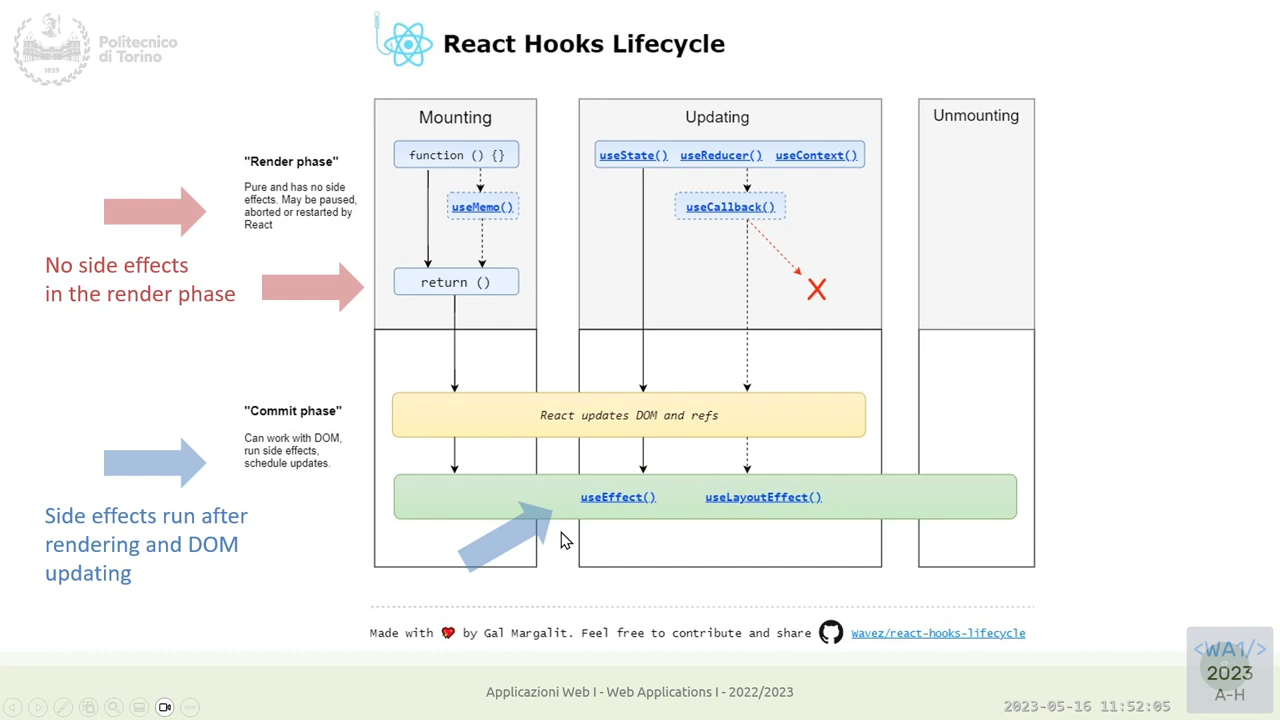 Politecnico
di Torino
1859
React Hooks Lifecycle
Mounting
Updating
Unmounting
"Render phase"
Pure and has no side
effects. May be paused,
aborted or restarted by
React
No side effects
in the render phase
function () {}
useMemo()
return ()
useState() useReducer() useContext()
useCallback()
X
"Commit phase"
Can work with DOM,
run side effects,
schedule updates.
Side effects run after
rendering and DOM
updating
React updates DOM and refs
useEffect() useLayoutEffect()
Made with by Gal Margalit. Feel free to contribute and share Wavez/react-hooks-lifecycle
Applicazioni Web I - Web Applications I - 2022/2023
2023-05-16 11:52:05
<WA1/>
2023
A-H